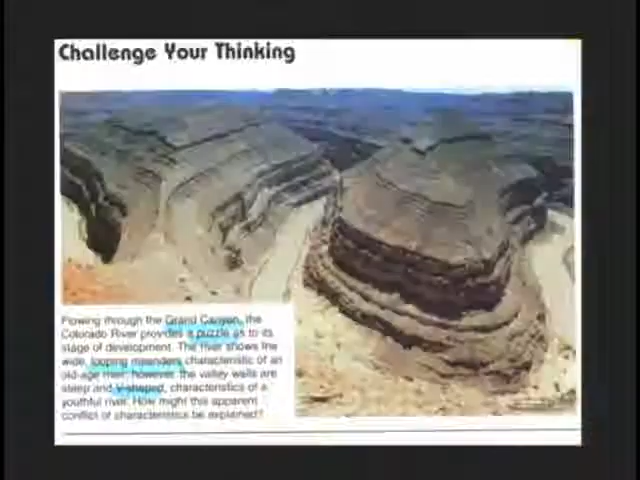 Challenge Your Thinking
Flowing through the Grand Canyon, the
Colorado River provides a puzzle as to its
stage of development. The river shows the
wide, looping meanders characteristic of an
old-age river; however, the valley walls are
steep and V-shaped, characteristics of a
youthful river. How might this apparent
conflict of characteristics be explained?